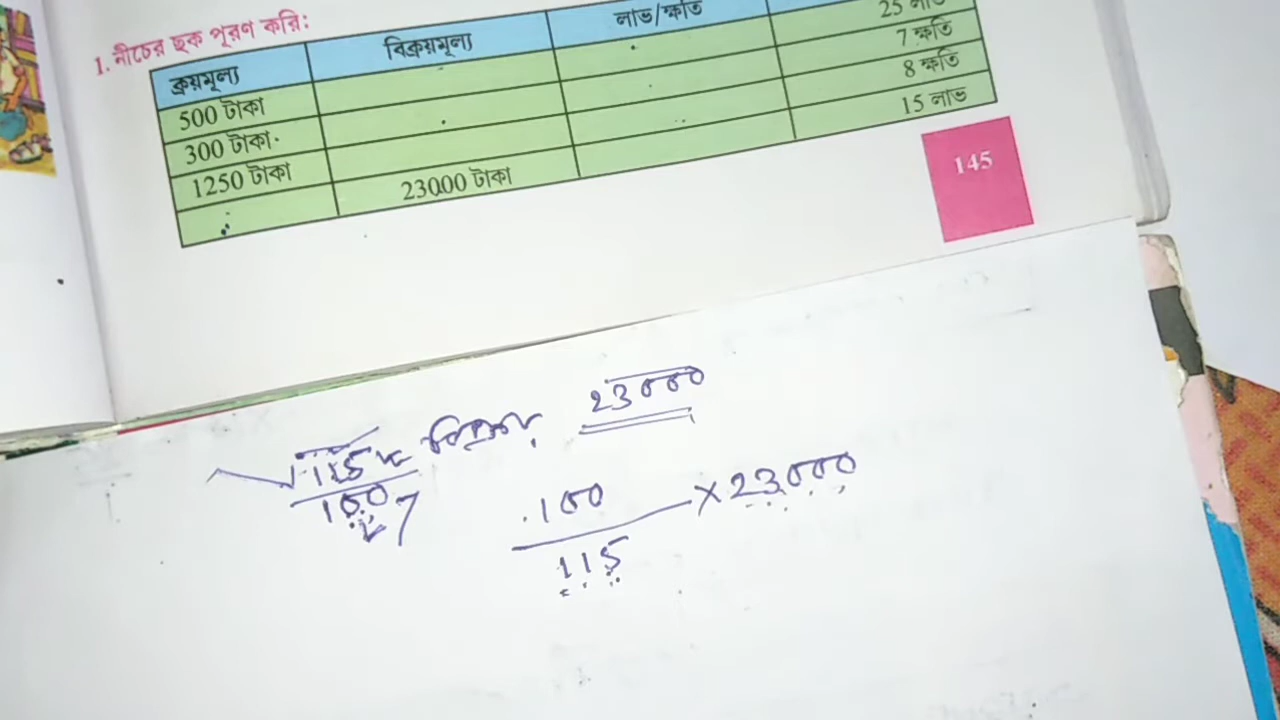 1. নীচের ছক পূরণ করি:
ক্রয়মূল্য বিক্রয়মূল্য লাভ/ক্ষতি
500 টাকা 25 লাভ
300 টাকা 7 ক্ষতি
1250 টাকা 8 ক্ষতি
23000 টাকা 15 লাভ
145
23000
115
100
100 × 23000
115